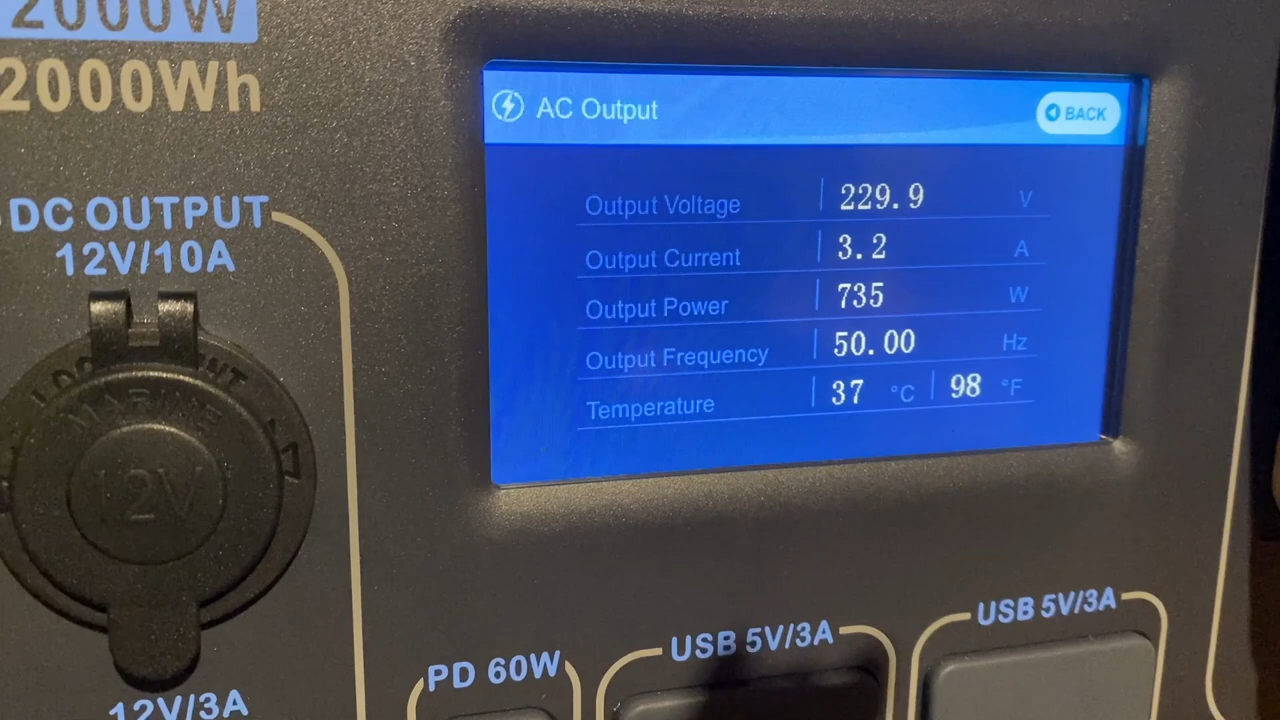 2000W
2000Wh
DC OUTPUT
12V/10A
MARINE
12V
12V/3A
AC Output
BACK
Output Voltage 229.9 V
Output Current 3.2 A
Output Power 735 W
Output Frequency 50.00 Hz
Temperature 37 °C 98 °F
PD 60W
USB 5V/3A
USB 5V/3A